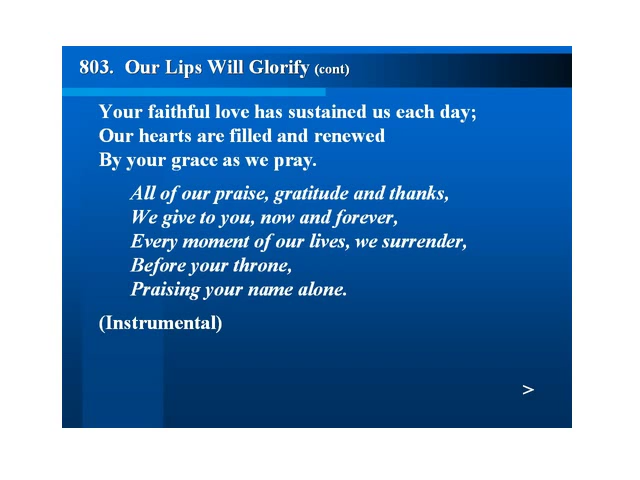 803.  Our Lips Will Glorify (cont)
Your faithful love has sustained us each day;
Our hearts are filled and renewed
By your grace as we pray.
All of our praise, gratitude and thanks,
We give to you, now and forever,
Every moment of our lives, we surrender,
Before your throne,
Praising your name alone.
(Instrumental)
>